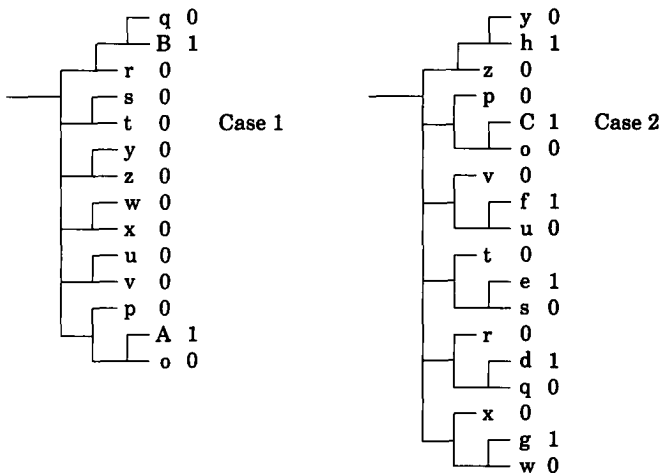 q 0
B 1
r 0
s 0
t 0
Case 1
y 0
z 0
w 0
x 0
u 0
v 0
p 0
A 1
o 0
y 0
h 1
z 0
p 0
C 1
Case 2
o 0
v 0
f 1
u 0
t 0
e 1
s 0
r 0
d 1
q 0
x 0
g 1
w 0